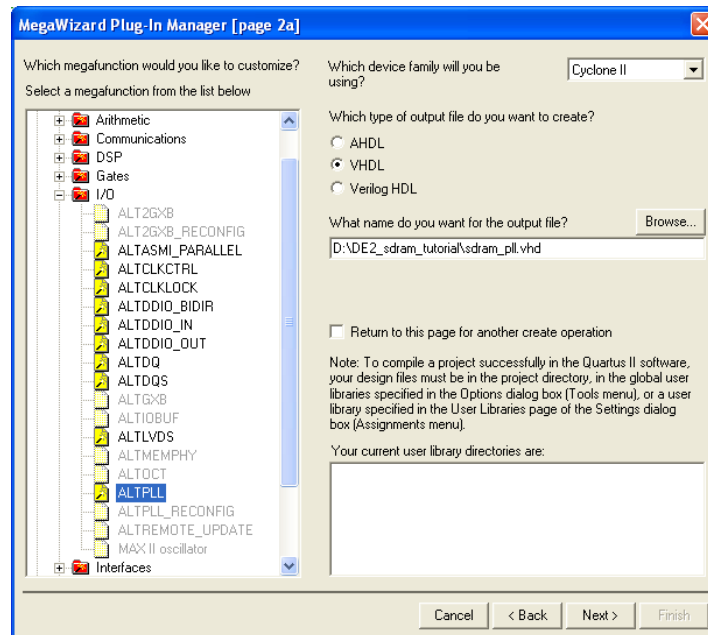 MegaWizard Plug-In Manager [page 2a]
Which megafunction would you like to customize?
Select a megafunction from the list below
Arithmetic
Communications
DSP
Gates
I/O
ALT2GXB
ALT2GXB_RECONFIG
ALTASMI_PARALLEL
ALTCLKCTRL
ALTCLKLOCK
ALTDDIO_BIDIR
ALTDDIO_IN
ALTDDIO_OUT
ALTDQ
ALTDQS
ALTGXB
ALTIOBUF
ALTLVDS
ALTMEMPHY
ALTOCT
ALTPLL
ALTPLL_RECONFIG
ALTREMOTE_UPDATE
MAX II oscillator
Interfaces
Which device family will you be
using?
Cyclone II
Which type of output file do you want to create?
AHDL
VHDL
Verilog HDL
What name do you want for the output file?
Browse...
D:\DE2_sdram_tutorial\sdram_pll.vhd
Return to this page for another create operation
Note: To compile a project successfully in the Quartus II software,
your design files must be in the project directory, in the global user
libraries specified in the Options dialog box (Tools menu), or a user
library specified in the User Libraries page of the Settings dialog
box (Assignments menu).
Your current user library directories are:
Cancel
< Back
Next >
Finish